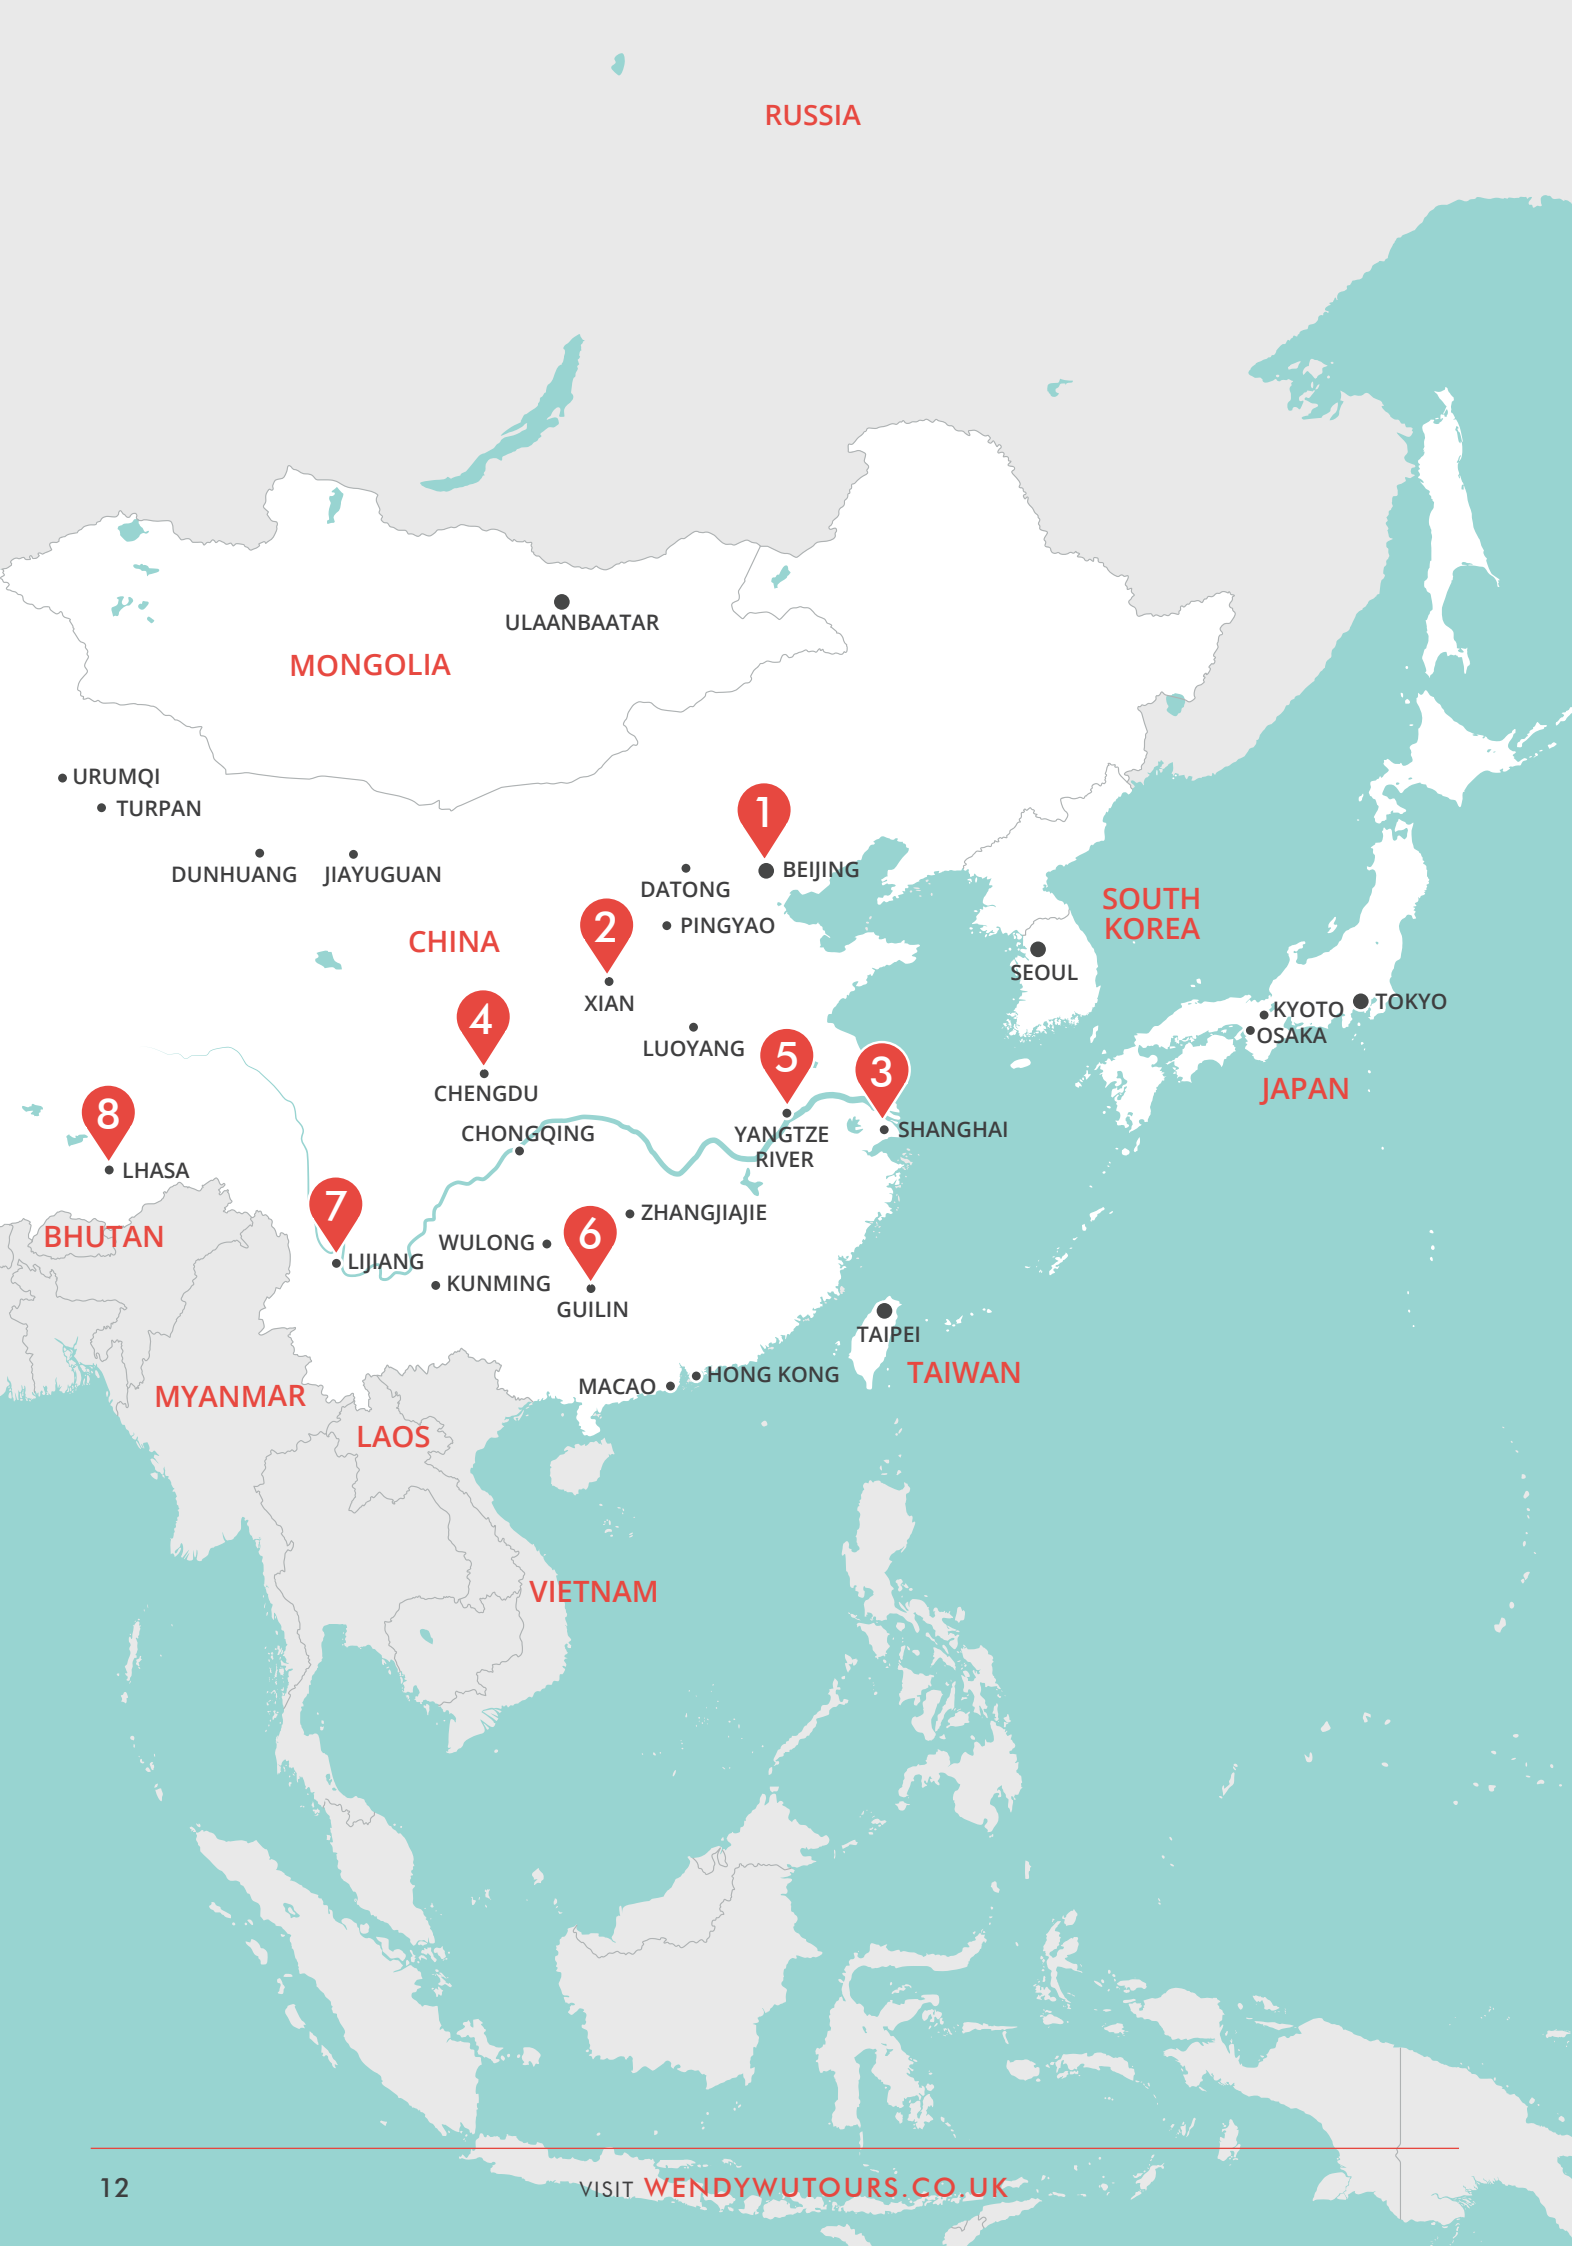 RUSSIA
ULAANBAATAR
MONGOLIA
URUMQI
TURPAN
1
DUNHUANG
JIAYUGUAN
DATONG
BEIJING
2
PINGYAO
CHINA
SOUTH
KOREA
SEOUL
XIAN
4
LUOYANG
5
3
KYOTO
TOKYO
OSAKA
JAPAN
CHENGDU
8
CHONGQING
YANGTZE
RIVER
SHANGHAI
LHASA
7
ZHANGJIAJIE
BHUTAN
WULONG
6
LIJIANG
KUNMING
GUILIN
TAIPEI
TAIWAN
HONG KONG
MACAO
MYANMAR
LAOS
VIETNAM
12
VISIT WENDYWUTOURS.CO.UK